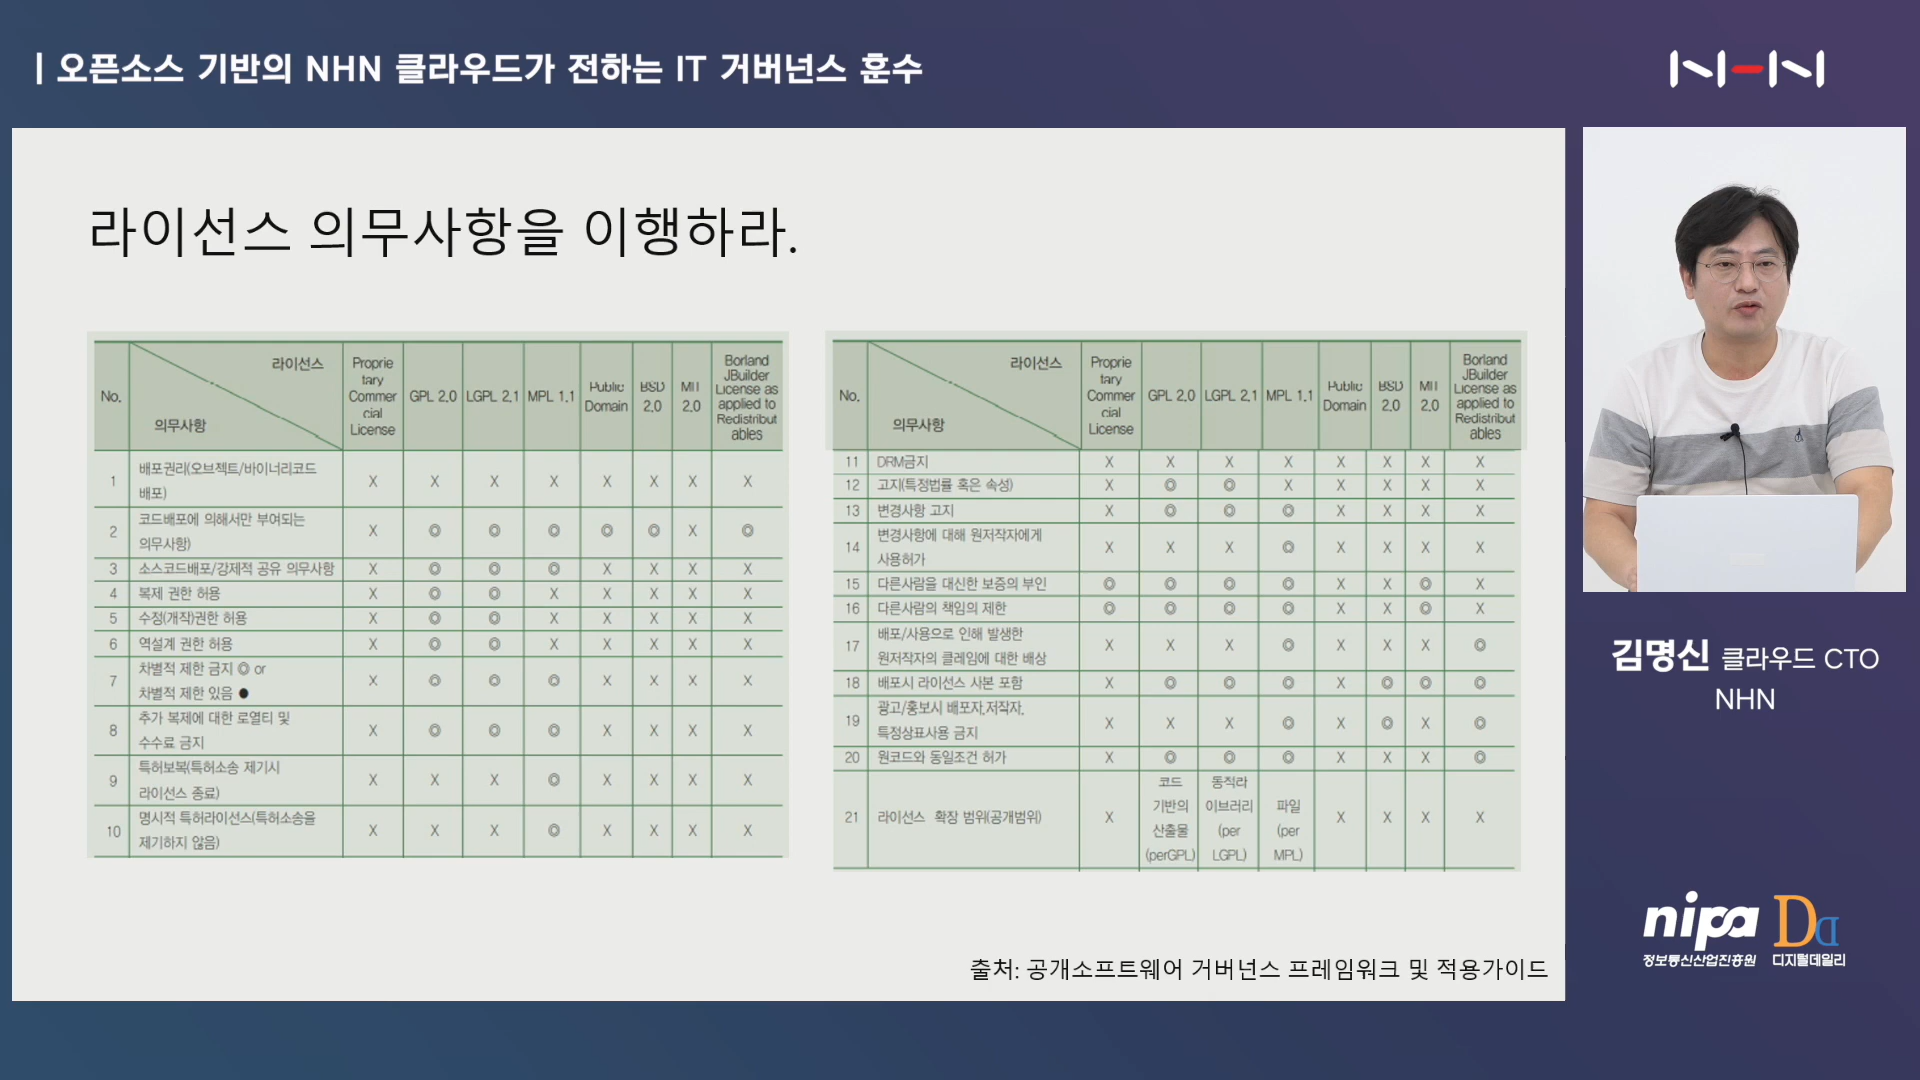 | 오픈소스 기반의 NHN 클라우드가 전하는 IT 거버넌스 훈수
NHN
라이선스 의무사항을 이행하라.
No. 의무사항 라이선스 Proprietary Commercial License GPL 2.0 LGPL 2.1 MPL 1.1 Public Domain BSD 2.0 MIT 2.0 Borland JBuilder License as applied to Redistributables
1 배포권리(오브젝트/바이너리코드 배포) X X X X X X X X
2 코드배포에 의해서만 부여되는 의무사항) X ◎ ◎ ◎ ◎ ◎ X ◎
3 소스코드배포/강제적 공유 의무사항 X ◎ ◎ ◎ X X X X
4 복제 권한 허용 X ◎ ◎ X X X X X
5 수정(개작)권한 허용 X ◎ ◎ X X X X X
6 역설계 권한 허용 X ◎ ◎ X X X X X
7 차별적 제한 금지 ◎ or 차별적 제한 있음 ● X ◎ ◎ ◎ X X X X
8 추가 복제에 대한 로열티 및 수수료 금지 X ◎ ◎ ◎ X X X X
9 특허보복(특허소송 제기시 라이선스 종료) X X X ◎ X X X X
10 명시적 특허라이선스(특허소송을 제기하지 않음) X X X ◎ X X X X
No. 의무사항 라이선스 Proprietary Commercial License GPL 2.0 LGPL 2.1 MPL 1.1 Public Domain BSD 2.0 MIT 2.0 Borland JBuilder License as applied to Redistributables
11 DRM금지 X X X X X X X X
12 고지(특정법률 혹은 속성) X ◎ ◎ X X X X X
13 변경사항 고지 X ◎ ◎ ◎ X X X X
14 변경사항에 대해 원저작자에게 사용허가 X X X ◎ X X X X
15 다른사람을 대신한 보증의 부인 ◎ ◎ ◎ ◎ X X ◎ X
16 다른사람의 책임의 제한 ◎ ◎ ◎ ◎ X X ◎ X
17 배포/사용으로 인해 발생한 원저작자의 클레임에 대한 배상 X X X ◎ X X X ◎
18 배포시 라이선스 사본 포함 X ◎ ◎ ◎ X ◎ ◎ ◎
19 광고/홍보시 배포자,저작자, 특정상표사용 금지 X X X ◎ X ◎ X ◎
20 원코드와 동일조건 허가 X ◎ ◎ ◎ X X X ◎
21 라이선스 확장 범위(공개범위) X 코드 기반의 산출물 (perGPL) 동적라이브러리 (per LGPL) 파일 (per MPL) X X X X
출처: 공개소프트웨어 거버넌스 프레임워크 및 적용가이드
김명신 클라우드 CTO
NHN
nipa
정보통신산업진흥원
DD
디지털데일리